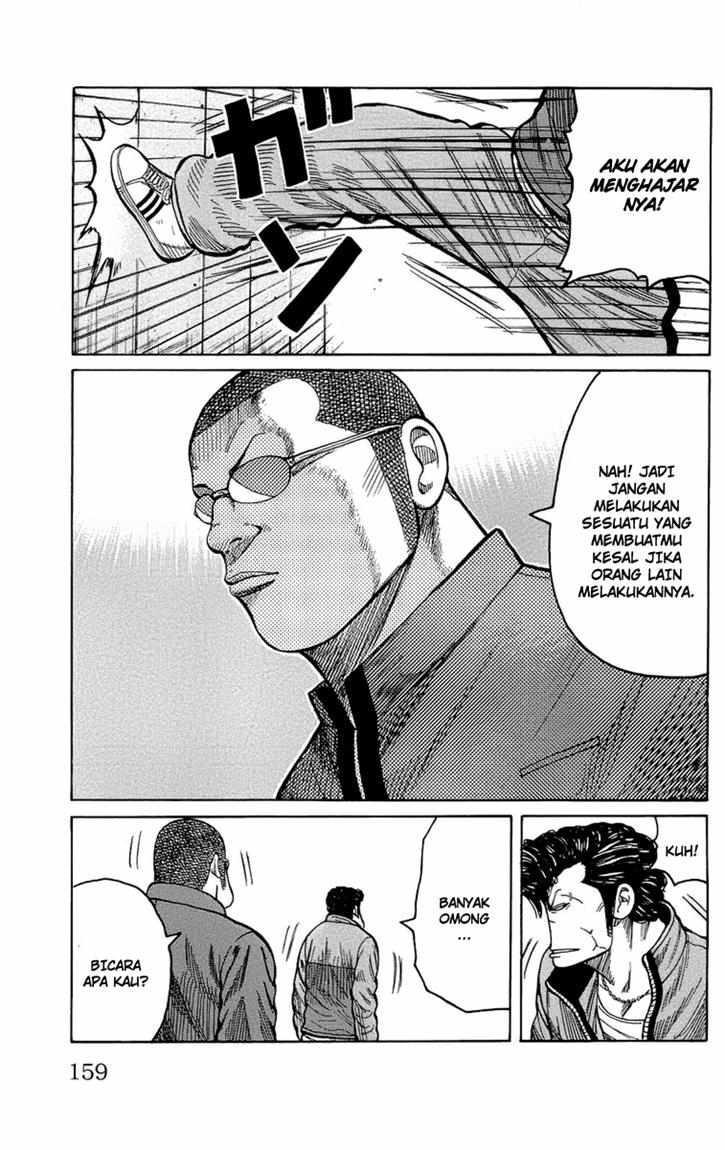 AKU AKAN
MENGHAJAR
NYA!
ガンッ
NAH! JADI
JANGAN
MELAKUKAN
SESUATU YANG
MEMBUATMU
KESAL JIKA
ORANG LAIN
MELAKUKANNYA.
KUH!
BANYAK
OMONG
...
BICARA
APA KAU?
159